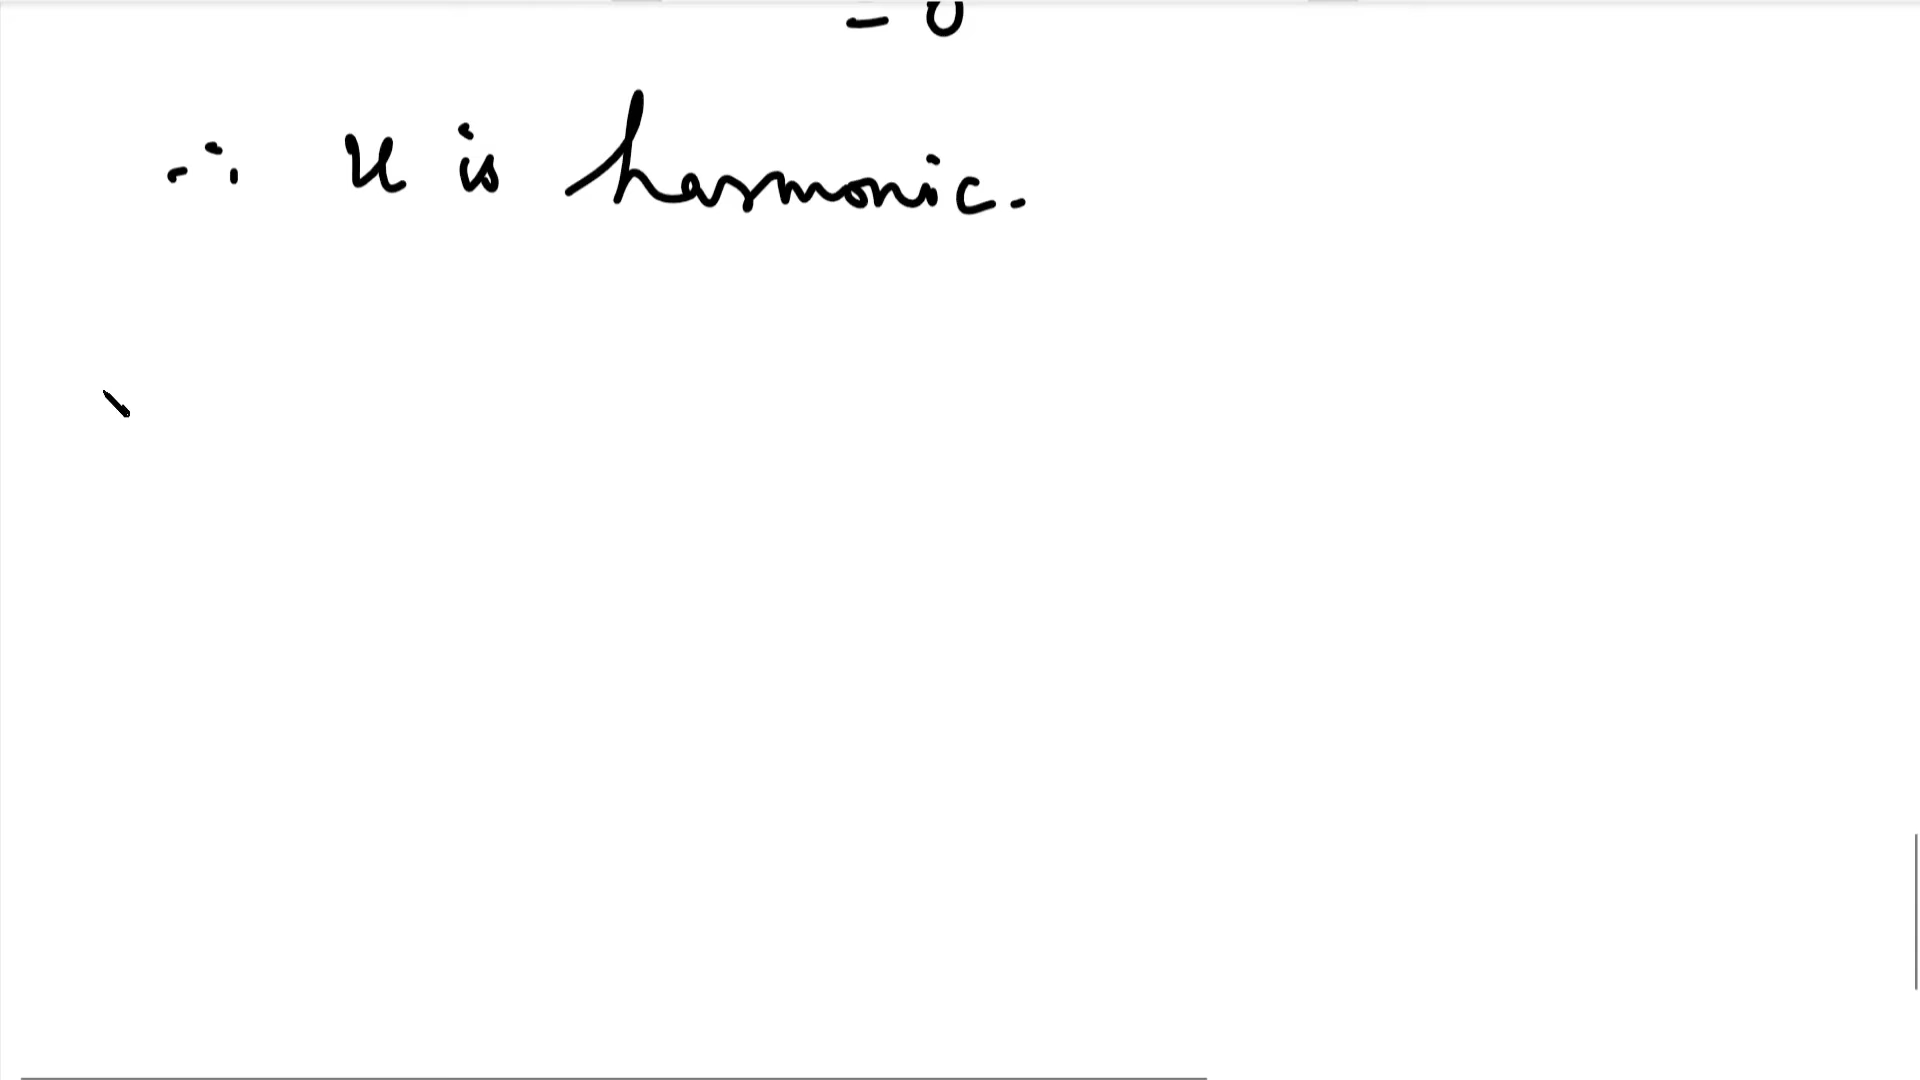 = 0
∴ u is harmonic.